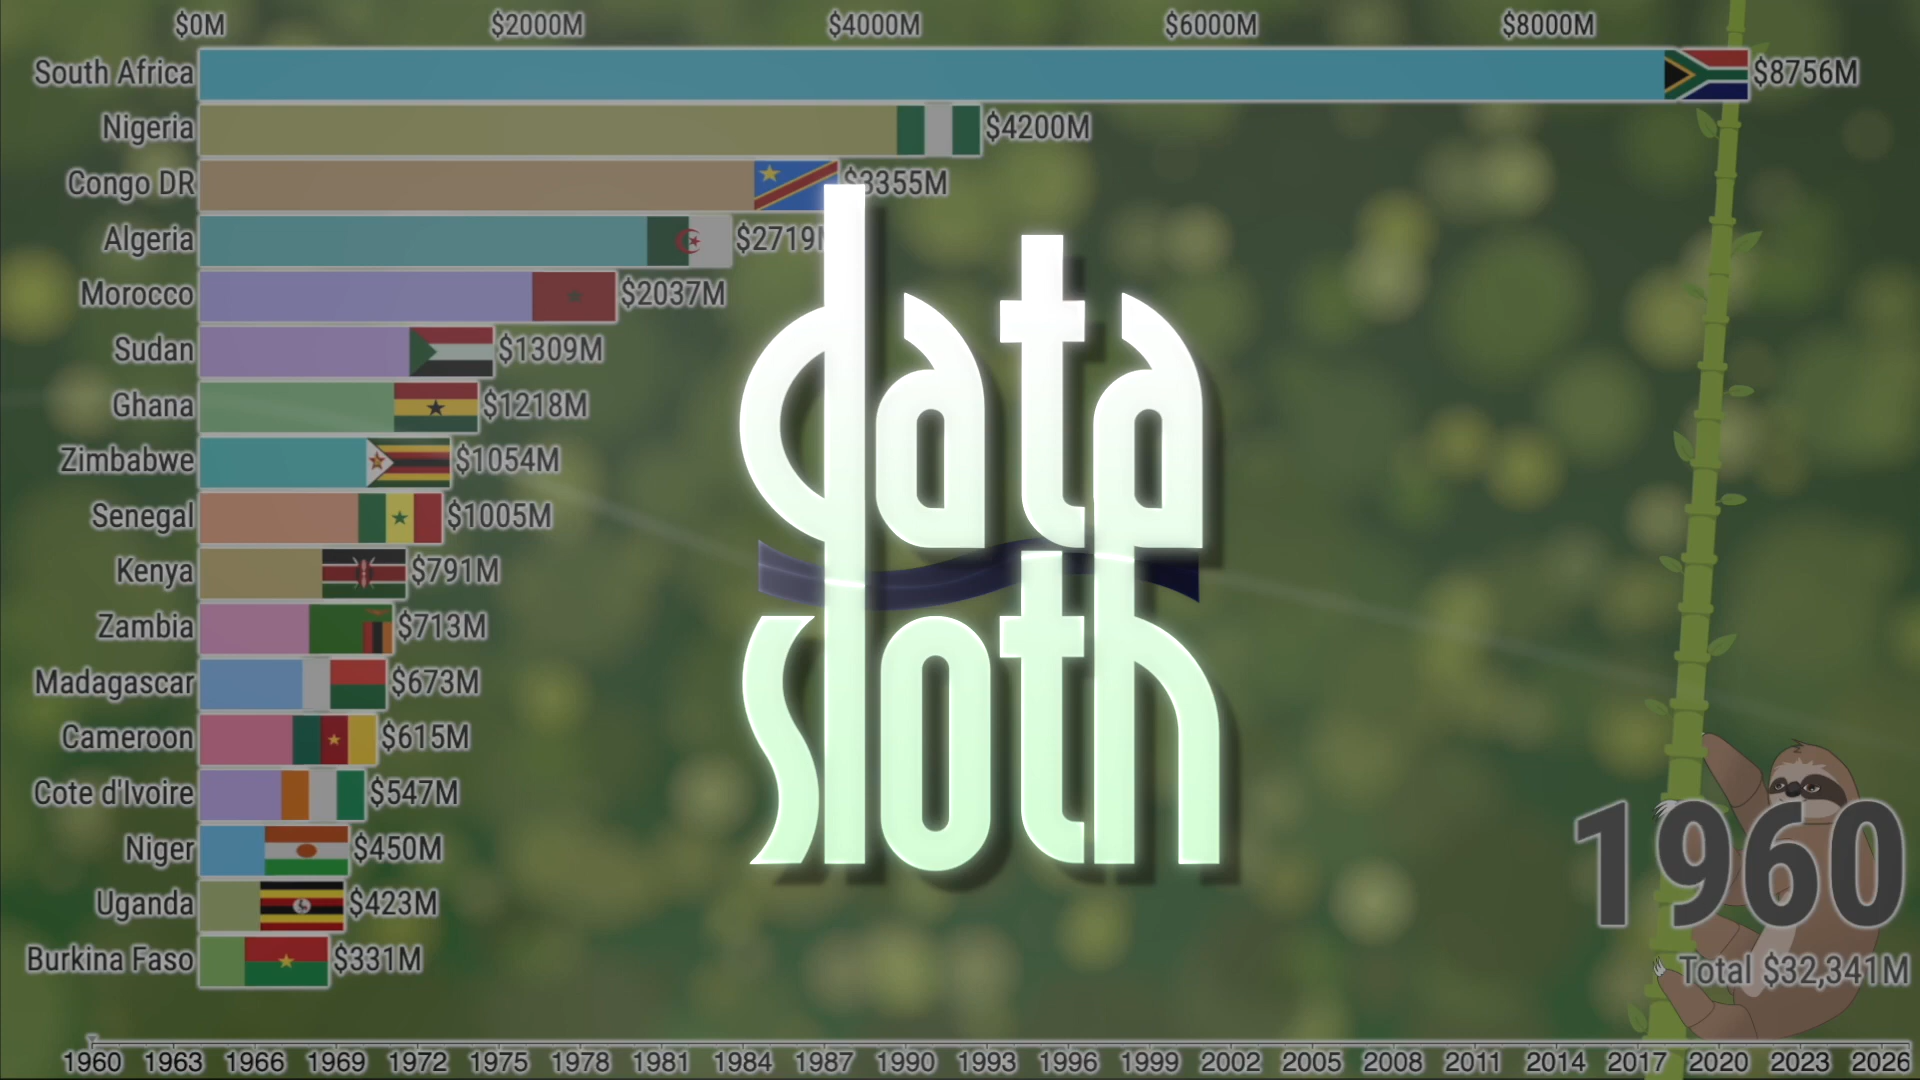 $0M $2000M $4000M $6000M $8000M
South Africa $8756M
Nigeria $4200M
Congo DR $3355M
Algeria $2719M
Morocco $2037M
Sudan $1309M
Ghana $1218M
Zimbabwe $1054M
Senegal $1005M
Kenya $791M
Zambia $713M
Madagascar $673M
Cameroon $615M
Cote d'Ivoire $547M
Niger $450M
Uganda $423M
Burkina Faso $331M
data
sloth
1960
Total $32,341M
1960 1963 1966 1969 1972 1975 1978 1981 1984 1987 1990 1993 1996 1999 2002 2005 2008 2011 2014 2017 2020 2023 2026